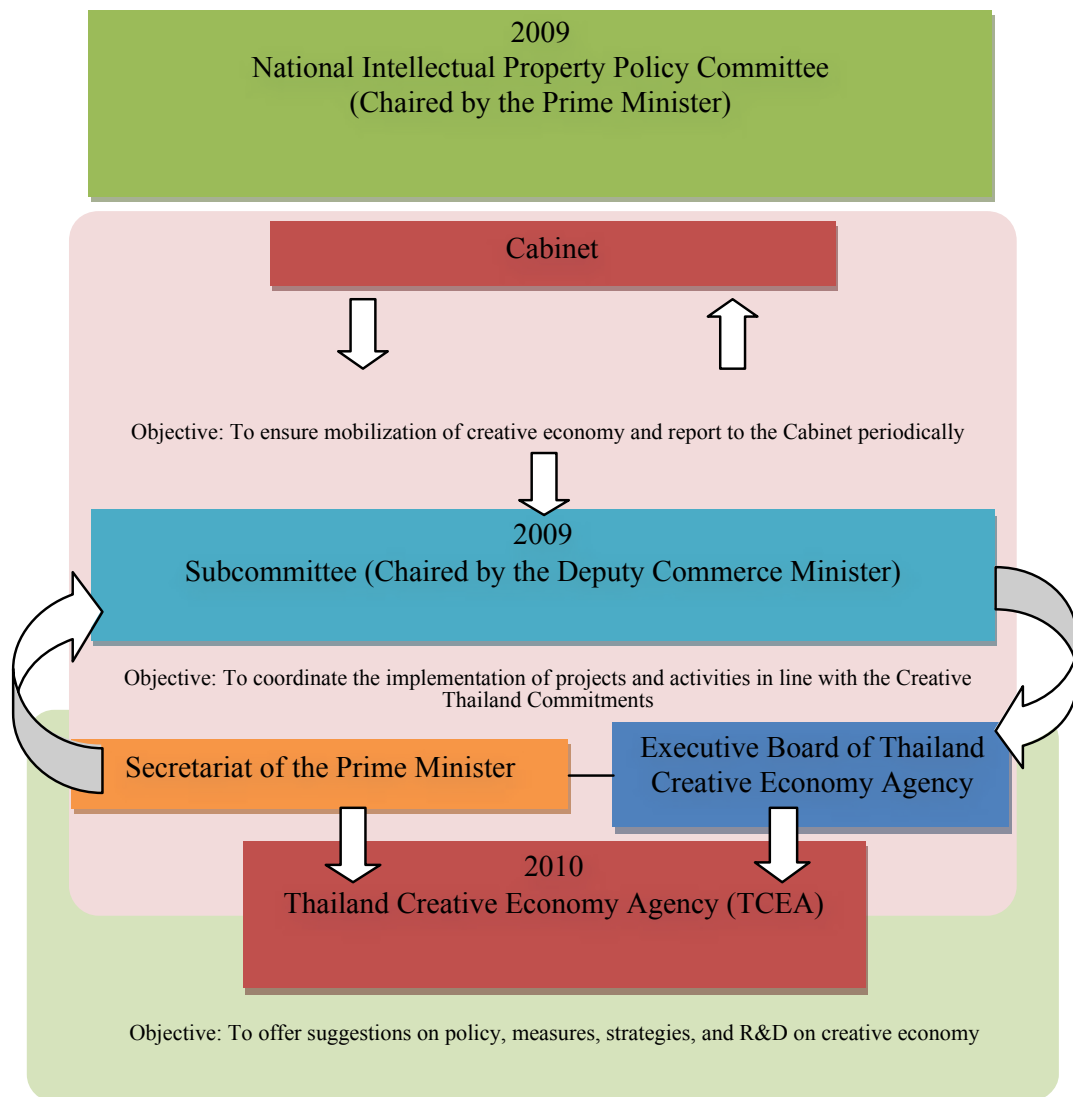 2009
National Intellectual Property Policy Committee
(Chaired by the Prime Minister)
Cabinet
Objective: To ensure mobilization of creative economy and report to the Cabinet periodically
2009
Subcommittee (Chaired by the Deputy Commerce Minister)
Objective: To coordinate the implementation of projects and activities in line with the Creative
Thailand Commitments
Secretariat of the Prime Minister
Executive Board of Thailand
Creative Economy Agency
2010
Thailand Creative Economy Agency (TCEA)
Objective: To offer suggestions on policy, measures, strategies, and R&D on creative economy